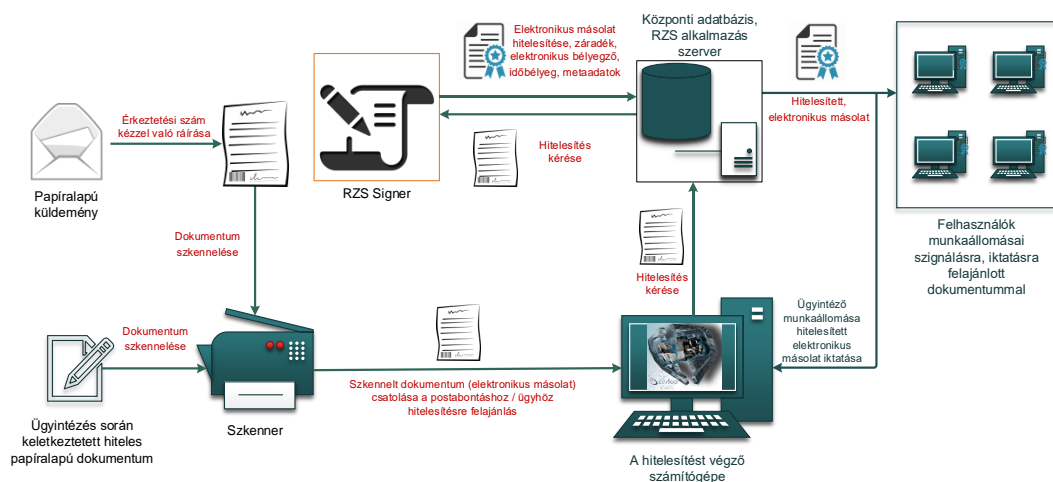 Elektronikus másolat
hitelesítése, záradék,
elektronikus bélyegző,
időbélyeg, metaadatok
Központi adatbázis,
RZS alkalmazás
szerver
Érkeztetési szám
kézzel való ráírása
Hitelesített,
elektronikus másolat
Hitelesítés
kérése
Papíralapú
küldemény
RZS Signer
Felhasználók
munkaállomásai
szignálásra, iktatásra
felajánlott
dokumentummal
Dokumentum
szkennelése
Hitelesítés
kérése
Ügyintéző
munkaállomása
hitelesített
elektronikus
másolat iktatása
Dokumentum
szkennelése
Szkennelt dokumentum (elektronikus másolat)
csatolása a postabontáshoz / ügyhöz
hitelesítésre felajánlás
Szkenner
Ügyintézés során
keletkeztetett hiteles
papíralapú dokumentum
A hitelesítést végző
számítógépe